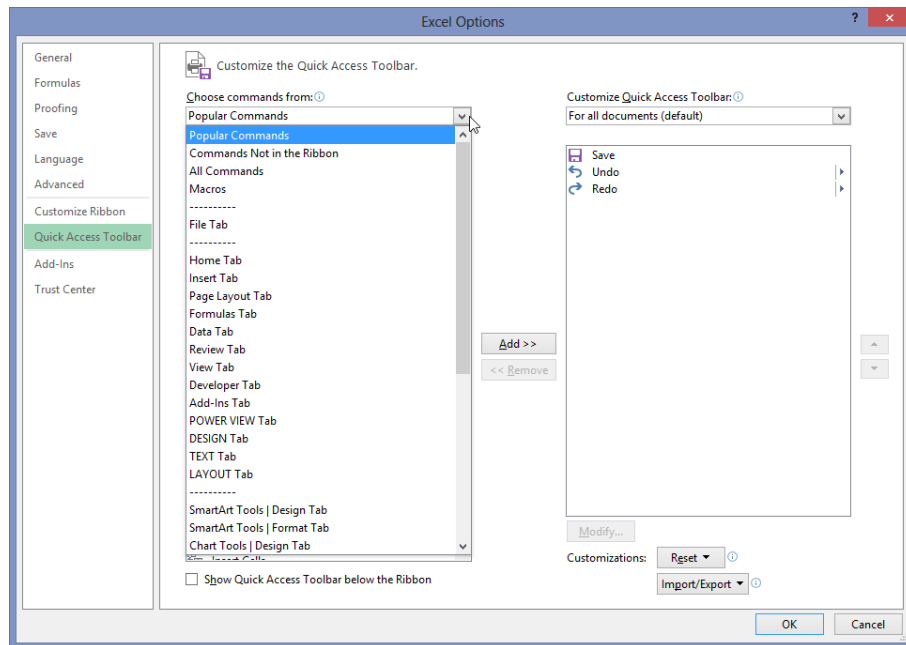 Excel Options
?
×
General
Formulas
Proofing
Save
Language
Advanced
Customize Ribbon
Quick Access Toolbar
Add-Ins
Trust Center
Customize the Quick Access Toolbar.
Choose commands from:
Popular Commands
Popular Commands
Commands Not in the Ribbon
All Commands
Macros
----------
File Tab
----------
Home Tab
Insert Tab
Page Layout Tab
Formulas Tab
Data Tab
Review Tab
View Tab
Developer Tab
Add-Ins Tab
POWER VIEW Tab
DESIGN Tab
TEXT Tab
LAYOUT Tab
----------
SmartArt Tools | Design Tab
SmartArt Tools | Format Tab
Chart Tools | Design Tab
Show Quick Access Toolbar below the Ribbon
Add >>
<< Remove
Customize Quick Access Toolbar:
For all documents (default)
Save
Undo
Redo
Modify...
Customizations: Reset
Import/Export
OK Cancel